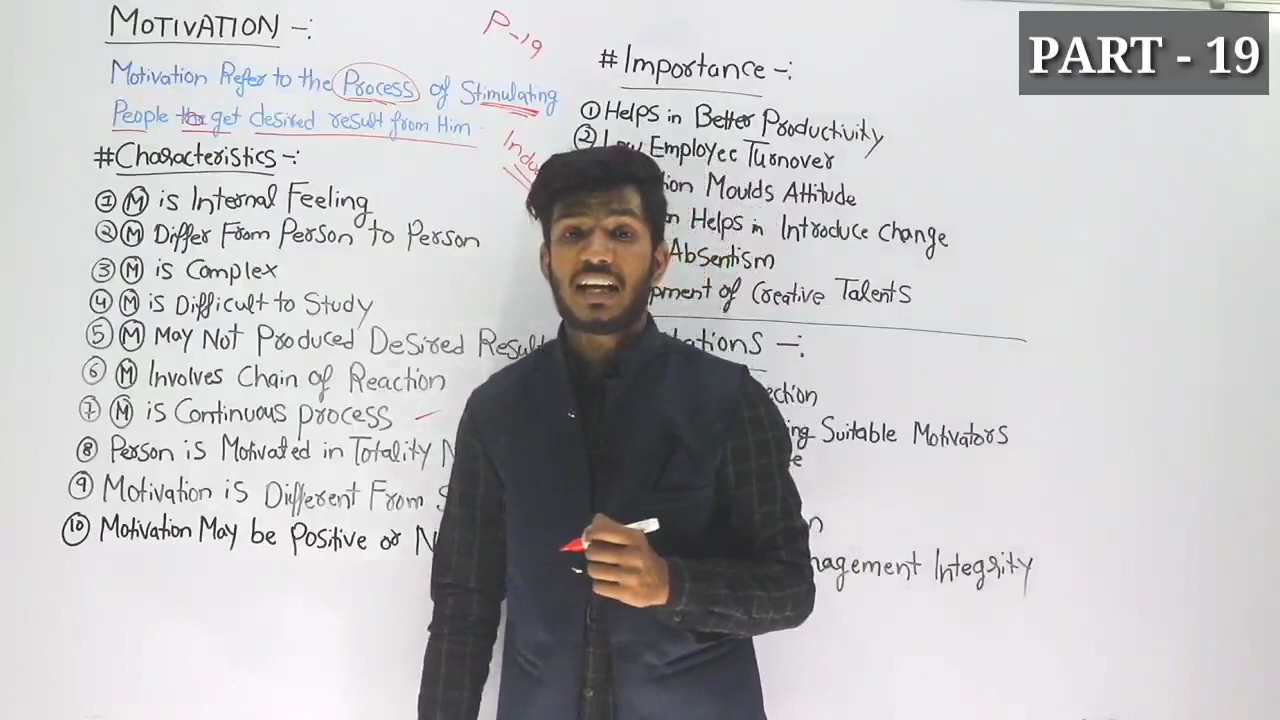 MOTIVATION -:
P-19
Motivation Refer to the Process of Stimulating
People to get desired result from Him.
#Characteristics -:
① Ⓜ is Internal Feeling
② Ⓜ Differ From Person to Person
③ Ⓜ is Complex
④ Ⓜ is Difficult to Study
⑤ Ⓜ May Not Produced Desired Result
⑥ Ⓜ Involves Chain of Reaction
⑦ Ⓜ is Continuous process
⑧ Person is Motivated in Totality
⑨ Motivation is Different From
⑩ Motivation May be Positive or
PART - 19
#Importance -:
① Helps in Better Productivity
② Employee Turnover
Moulds Attitude
Helps in Introduce change
Absentism
of Creative Talents
Suitable Motivators
Integrity